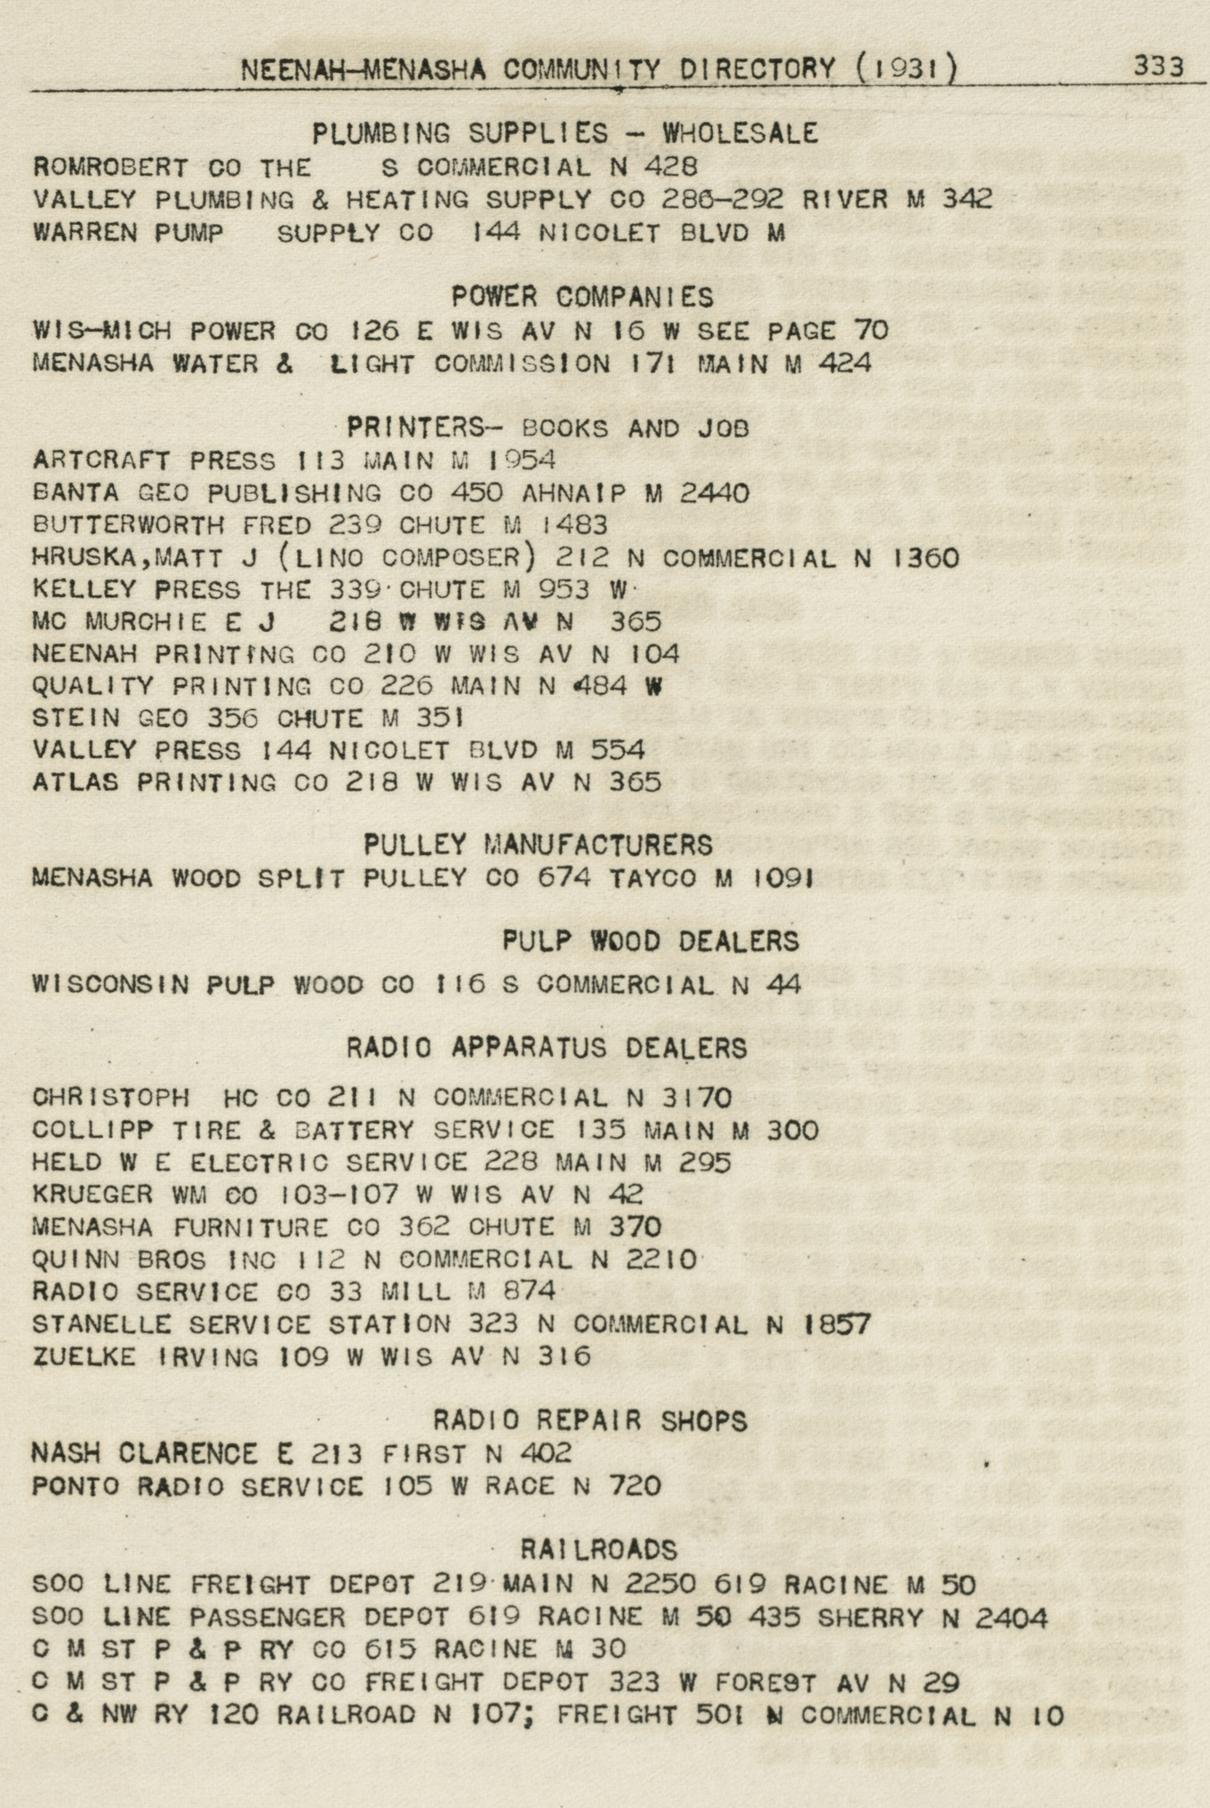 NEENAH-MENASHA COMMUNITY DIRECTORY (1931) 333
PLUMBING SUPPLIES - WHOLESALE
ROMROBERT CO THE S COMMERCIAL N 428
VALLEY PLUMBING & HEATING SUPPLY CO 286-292 RIVER M 342
WARREN PUMP SUPPLY CO 144 NICOLET BLVD M
POWER COMPANIES
WIS-MICH POWER CO 126 E WIS AV N 16 W SEE PAGE 70
MENASHA WATER & LIGHT COMMISSION 171 MAIN M 424
PRINTERS- BOOKS AND JOB
ARTCRAFT PRESS 113 MAIN M 1954
BANTA GEO PUBLISHING CO 450 AHNAIP M 2440
BUTTERWORTH FRED 239 CHUTE M 1483
HRUSKA,MATT J (LINO COMPOSER) 212 N COMMERCIAL N 1360
KELLEY PRESS THE 339 CHUTE M 953 W
MC MURCHIE E J 218 W WIS AV N 365
NEENAH PRINTING CO 210 W WIS AV N 104
QUALITY PRINTING CO 226 MAIN N 484 W
STEIN GEO 356 CHUTE M 351
VALLEY PRESS 144 NICOLET BLVD M 554
ATLAS PRINTING CO 218 W WIS AV N 365
PULLEY MANUFACTURERS
MENASHA WOOD SPLIT PULLEY CO 674 TAYCO M 1091
PULP WOOD DEALERS
WISCONSIN PULP WOOD CO 116 S COMMERCIAL N 44
RADIO APPARATUS DEALERS
CHRISTOPH HC CO 211 N COMMERCIAL N 3170
COLLIPP TIRE & BATTERY SERVICE 135 MAIN M 300
HELD W E ELECTRIC SERVICE 228 MAIN M 295
KRUEGER WM CO 103-107 W WIS AV N 42
MENASHA FURNITURE CO 362 CHUTE M 370
QUINN BROS INC 112 N COMMERCIAL N 2210
RADIO SERVICE CO 33 MILL M 874
STANELLE SERVICE STATION 323 N COMMERCIAL N 1857
ZUELKE IRVING 109 W WIS AV N 316
RADIO REPAIR SHOPS
NASH CLARENCE E 213 FIRST N 402
PONTO RADIO SERVICE 105 W RACE N 720
RAILROADS
SOO LINE FREIGHT DEPOT 219 MAIN N 2250 619 RACINE M 50
SOO LINE PASSENGER DEPOT 619 RACINE M 50 435 SHERRY N 2404
C M ST P & P RY CO 615 RACINE M 30
C M ST P & P RY CO FREIGHT DEPOT 323 W FOREST AV N 29
C & NW RY 120 RAILROAD N 107; FREIGHT 501 N COMMERCIAL N 10